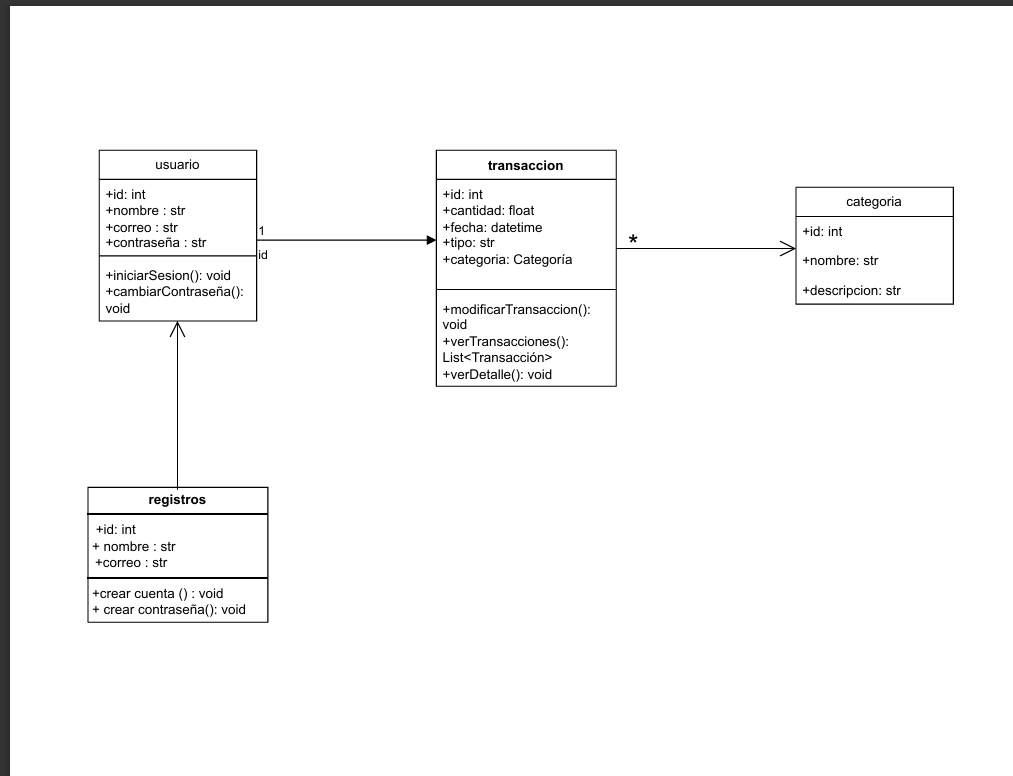 usuario
+id: int
+nombre : str
+correo : str
+contraseña : str
+iniciarSesion(): void
+cambiarContraseña():
void
1
id
transaccion
+id: int
+cantidad: float
+fecha: datetime
+tipo: str
+categoria: Categoría
+modificarTransaccion():
void
+verTransacciones():
List<Transacción>
+verDetalle(): void
*
categoria
+id: int
+nombre: str
+descripcion: str
registros
+id: int
+ nombre : str
+correo : str
+crear cuenta () : void
+ crear contraseña(): void